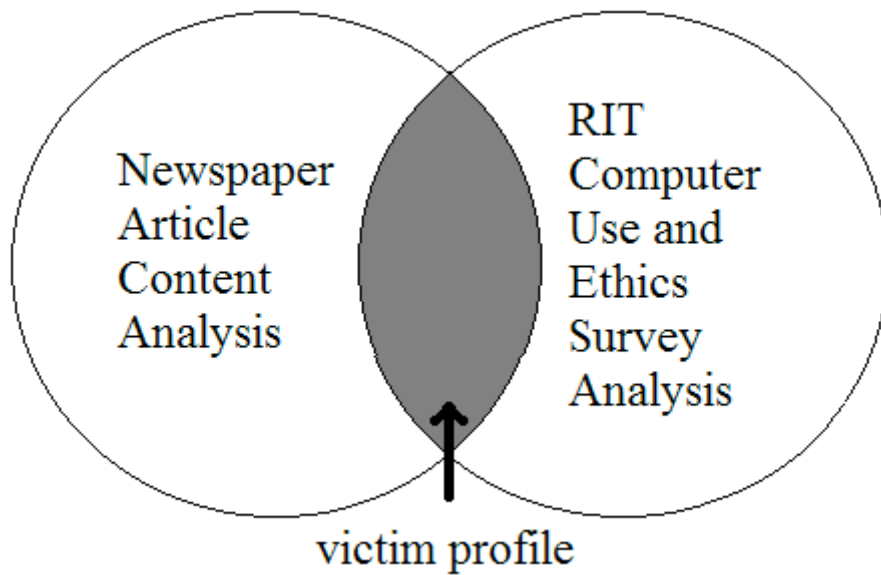 Newspaper
Article
Content
Analysis
RIT
Computer
Use and
Ethics
Survey
Analysis
victim profile